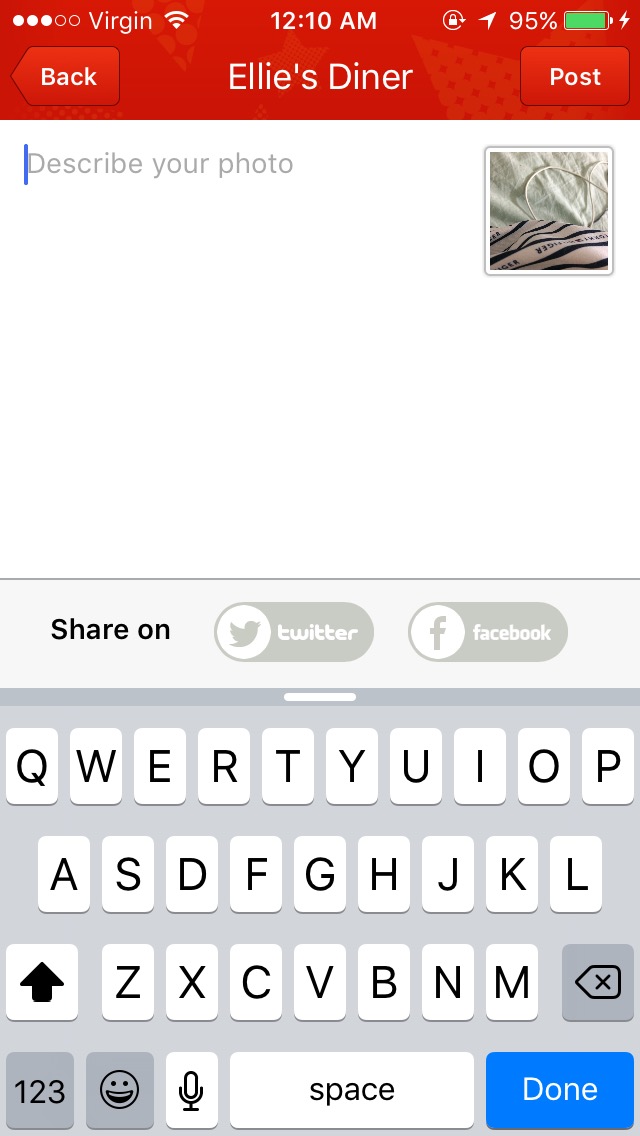 Virgin 12:10 AM 95%
Back Ellie's Diner Post
Describe your photo
Share on twitter facebook
Q W E R T Y U I O P
A S D F G H J K L
Z X C V B N M
123 space Done